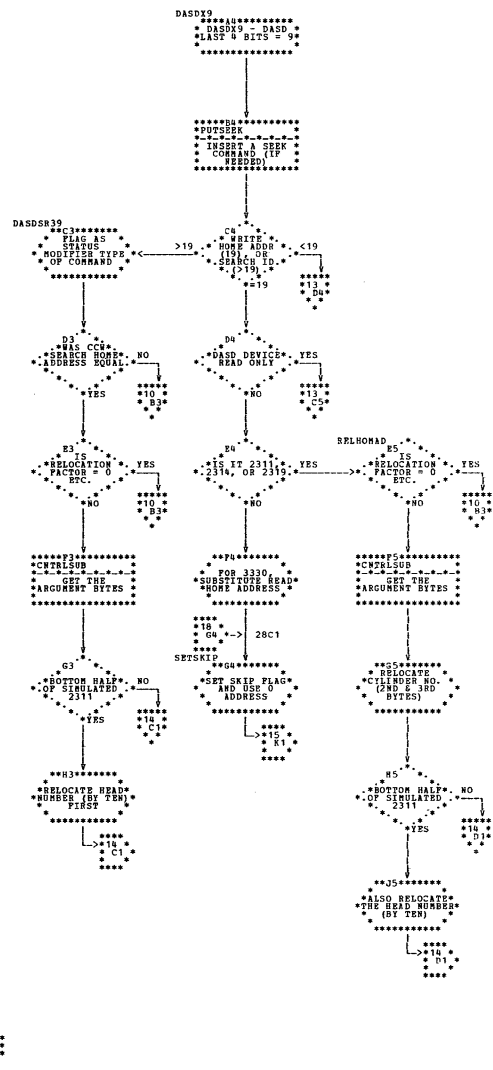 DASDX9
A4
DASDX9 - DASD
LAST 4 BITS = 9
B4
PUTSEEK
INSERT A SEEK
COMMAND (IF
NEEDED)
DASDSR39
C3
FLAG AS
STATUS
MODIFIER TYPE
OF COMMAND
>19
C4
WRITE
HOME ADDR
(19), OR
SEARCH ID.
(>19)
<19
=19
*13
D4
D3
WAS CCW
SEARCH HOME
ADDRESS EQUAL
NO
YES
*10
B3
D4
DASD DEVICE
READ ONLY
YES
NO
*13
C5
E3
IS
RELOCATION
FACTOR = 0
ETC.
YES
NO
*10
B3
E4
IS IT 2311,
2314, OR 2319
YES
NO
RELHOMAD
E5
IS
RELOCATION
FACTOR = 0
ETC.
YES
NO
*10
B3
F3
CNTRLSUB
GET THE
ARGUMENT BYTES
F4
FOR 3330,
SUBSTITUTE READ
HOME ADDRESS
F5
CNTRLSUB
GET THE
ARGUMENT BYTES
*18
G4
28C1
SETSKIP
G3
BOTTOM HALF
OF SIMULATED
2311
NO
YES
*14
C1
G4
SET SKIP FLAG
AND USE 0
ADDRESS
*15
K1
G5
RELOCATE
CYLINDER NO.
(2ND & 3RD
BYTES)
H3
RELOCATE HEAD
NUMBER (BY TEN)
FIRST
*14
C1
H5
BOTTOM HALF
OF SIMULATED
2311
NO
YES
*14
D1
J5
ALSO RELOCATE
THE HEAD NUMBER
(BY TEN)
*14
D1